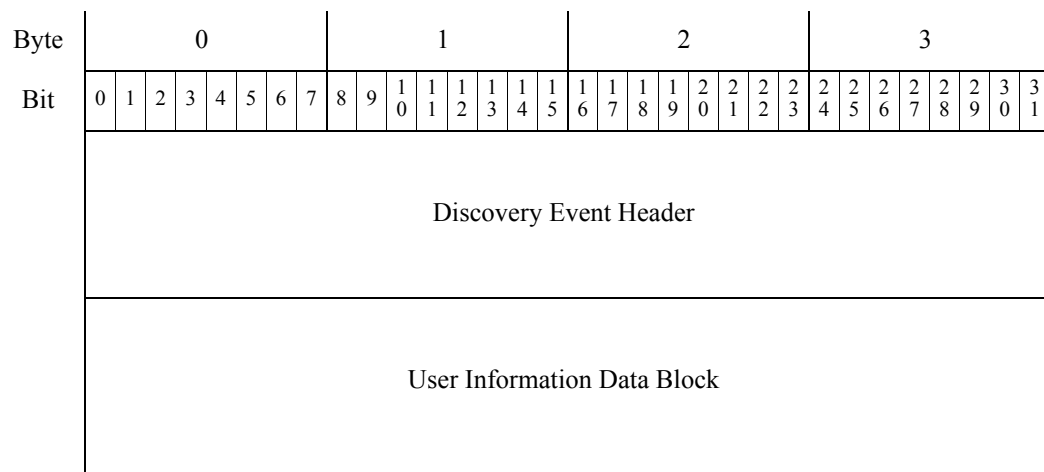 Byte 0 1 2 3
Bit 0 1 2 3 4 5 6 7 8 9 10 11 12 13 14 15 16 17 18 19 20 21 22 23 24 25 26 27 28 29 30 31
Discovery Event Header
User Information Data Block